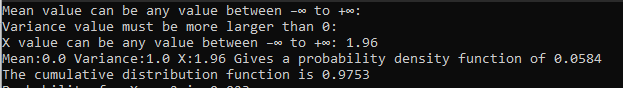 Mean value can be any value between -∞ to +∞:
Variance value must be more larger than 0:
X value can be any value between -∞ to +∞: 1.96
Mean:0.0 Variance:1.0 X:1.96 Gives a probability density function of 0.0584
The cumulative distribution function is 0.9753